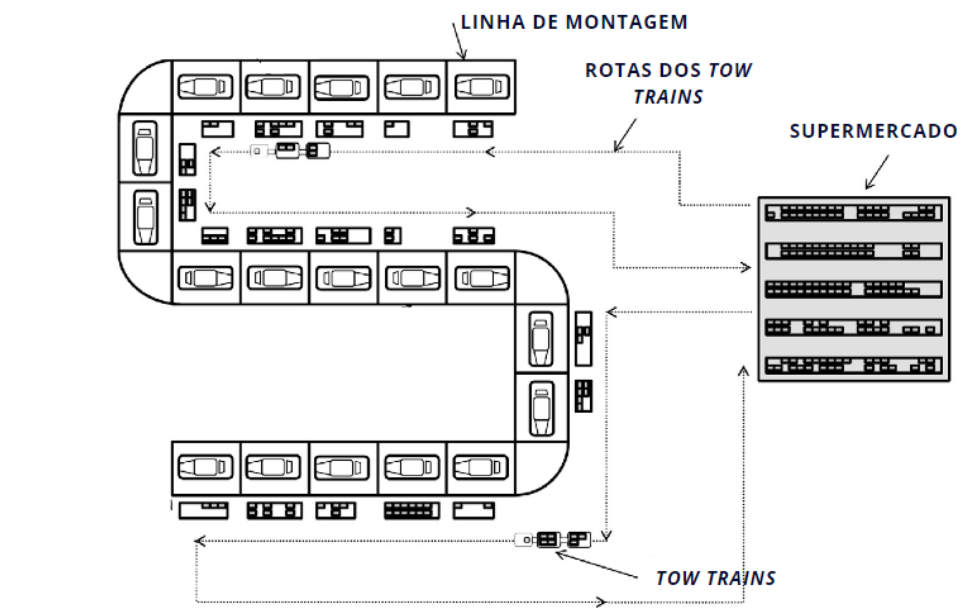 LINHA DE MONTAGEM
ROTAS DOS TOW
TRAINS
SUPERMERCADO
TOW TRAINS